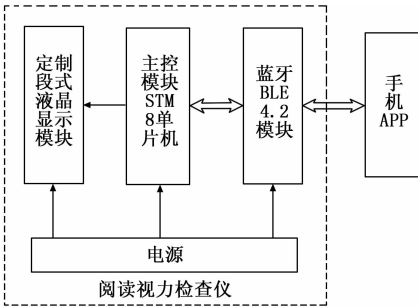 定制
段式
液晶
显示
模块
主控
模块
STM
8单
片机
蓝牙
BLE
4.2
模块
手
机
APP
电源
阅读视力检查仪